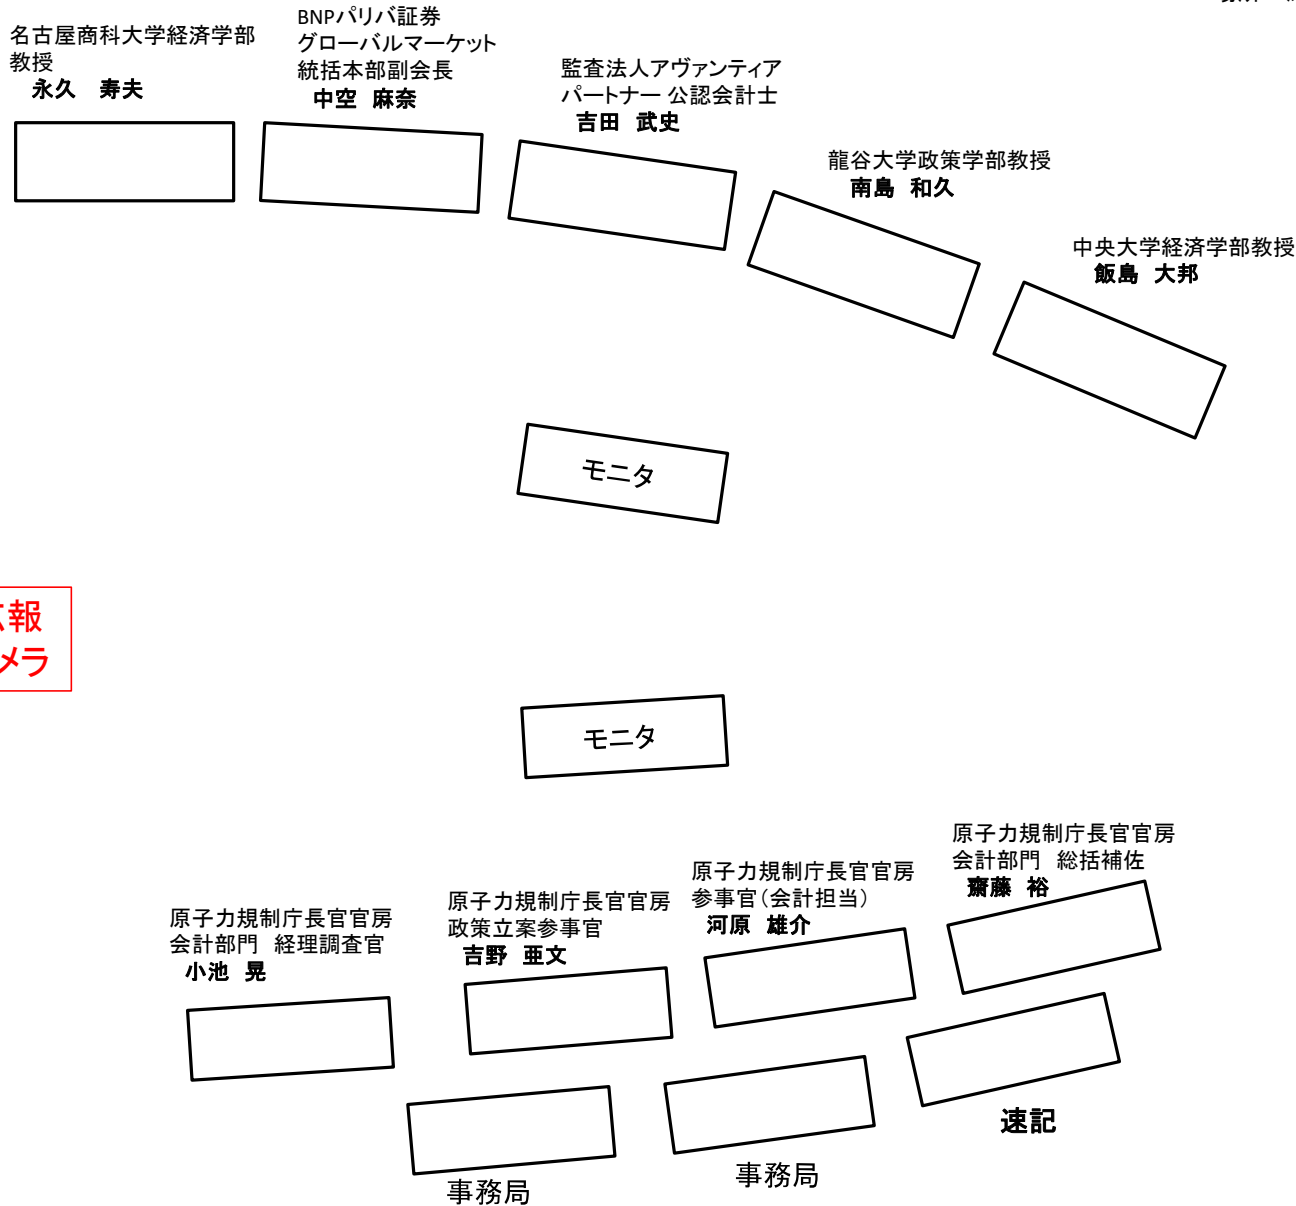 名古屋商科大学経済学部
教授
永久　寿夫
BNPパリバ証券
グローバルマーケット
統括本部副会長
中空　麻奈
監査法人アヴァンティア
パートナー 公認会計士
吉田　武史
龍谷大学政策学部教授
南島　和久
中央大学経済学部教授
飯島　大邦
モニタ
報
メラ
モニタ
原子力規制庁長官官房
会計部門　経理調査官
小池　晃
原子力規制庁長官官房
政策立案参事官
吉野　亜文
原子力規制庁長官官房
参事官（会計担当）
河原　雄介
原子力規制庁長官官房
会計部門　総括補佐
齋藤　裕
事務局
事務局
速記